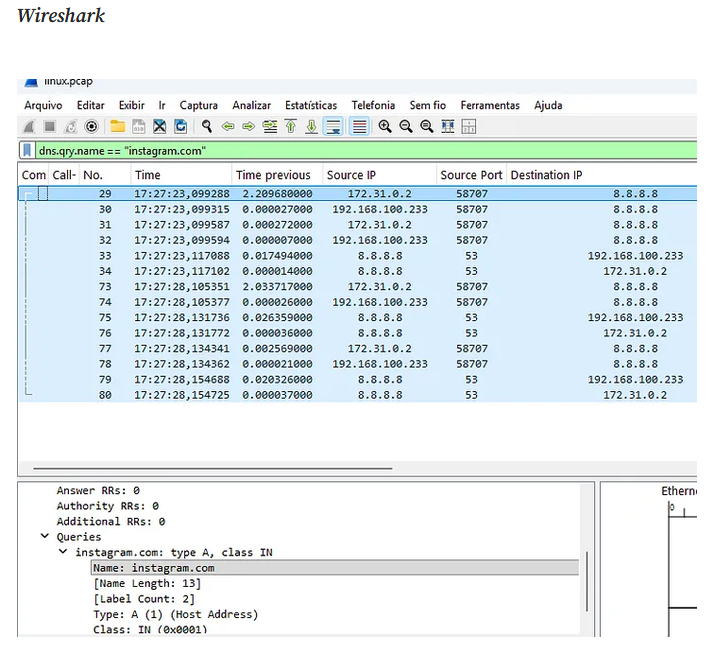 Wireshark
linux.pcap
Arquivo Editar Exibir Ir Captura Analizar Estatísticas Telefonia Sem fio Ferramentas Ajuda
dns.qry.name == "instagram.com"
Com Call- No. Time Time previous Source IP Source Port Destination IP
29 17:27:23,099288 2.209680000 172.31.0.2 58707 8.8.8.8
30 17:27:23,099315 0.000027000 192.168.100.233 58707 8.8.8.8
31 17:27:23,099587 0.000272000 172.31.0.2 58707 8.8.8.8
32 17:27:23,099594 0.000007000 192.168.100.233 58707 8.8.8.8
33 17:27:23,117088 0.017494000 8.8.8.8 53 192.168.100.233
34 17:27:23,117102 0.000014000 8.8.8.8 53 172.31.0.2
73 17:27:28,105351 2.033717000 172.31.0.2 58707 8.8.8.8
74 17:27:28,105377 0.000026000 192.168.100.233 58707 8.8.8.8
75 17:27:28,131736 0.026359000 8.8.8.8 53 192.168.100.233
76 17:27:28,131772 0.000036000 8.8.8.8 53 172.31.0.2
77 17:27:28,134341 0.002569000 172.31.0.2 58707 8.8.8.8
78 17:27:28,134362 0.000021000 192.168.100.233 58707 8.8.8.8
79 17:27:28,154688 0.020326000 8.8.8.8 53 192.168.100.233
80 17:27:28,154725 0.000037000 8.8.8.8 53 172.31.0.2
Answer RRs: 0
Authority RRs: 0
Additional RRs: 0
Queries
instagram.com: type A, class IN
Name: instagram.com
[Name Length: 13]
[Label Count: 2]
Type: A (1) (Host Address)
Class: IN (0x0001)
Ethern
0